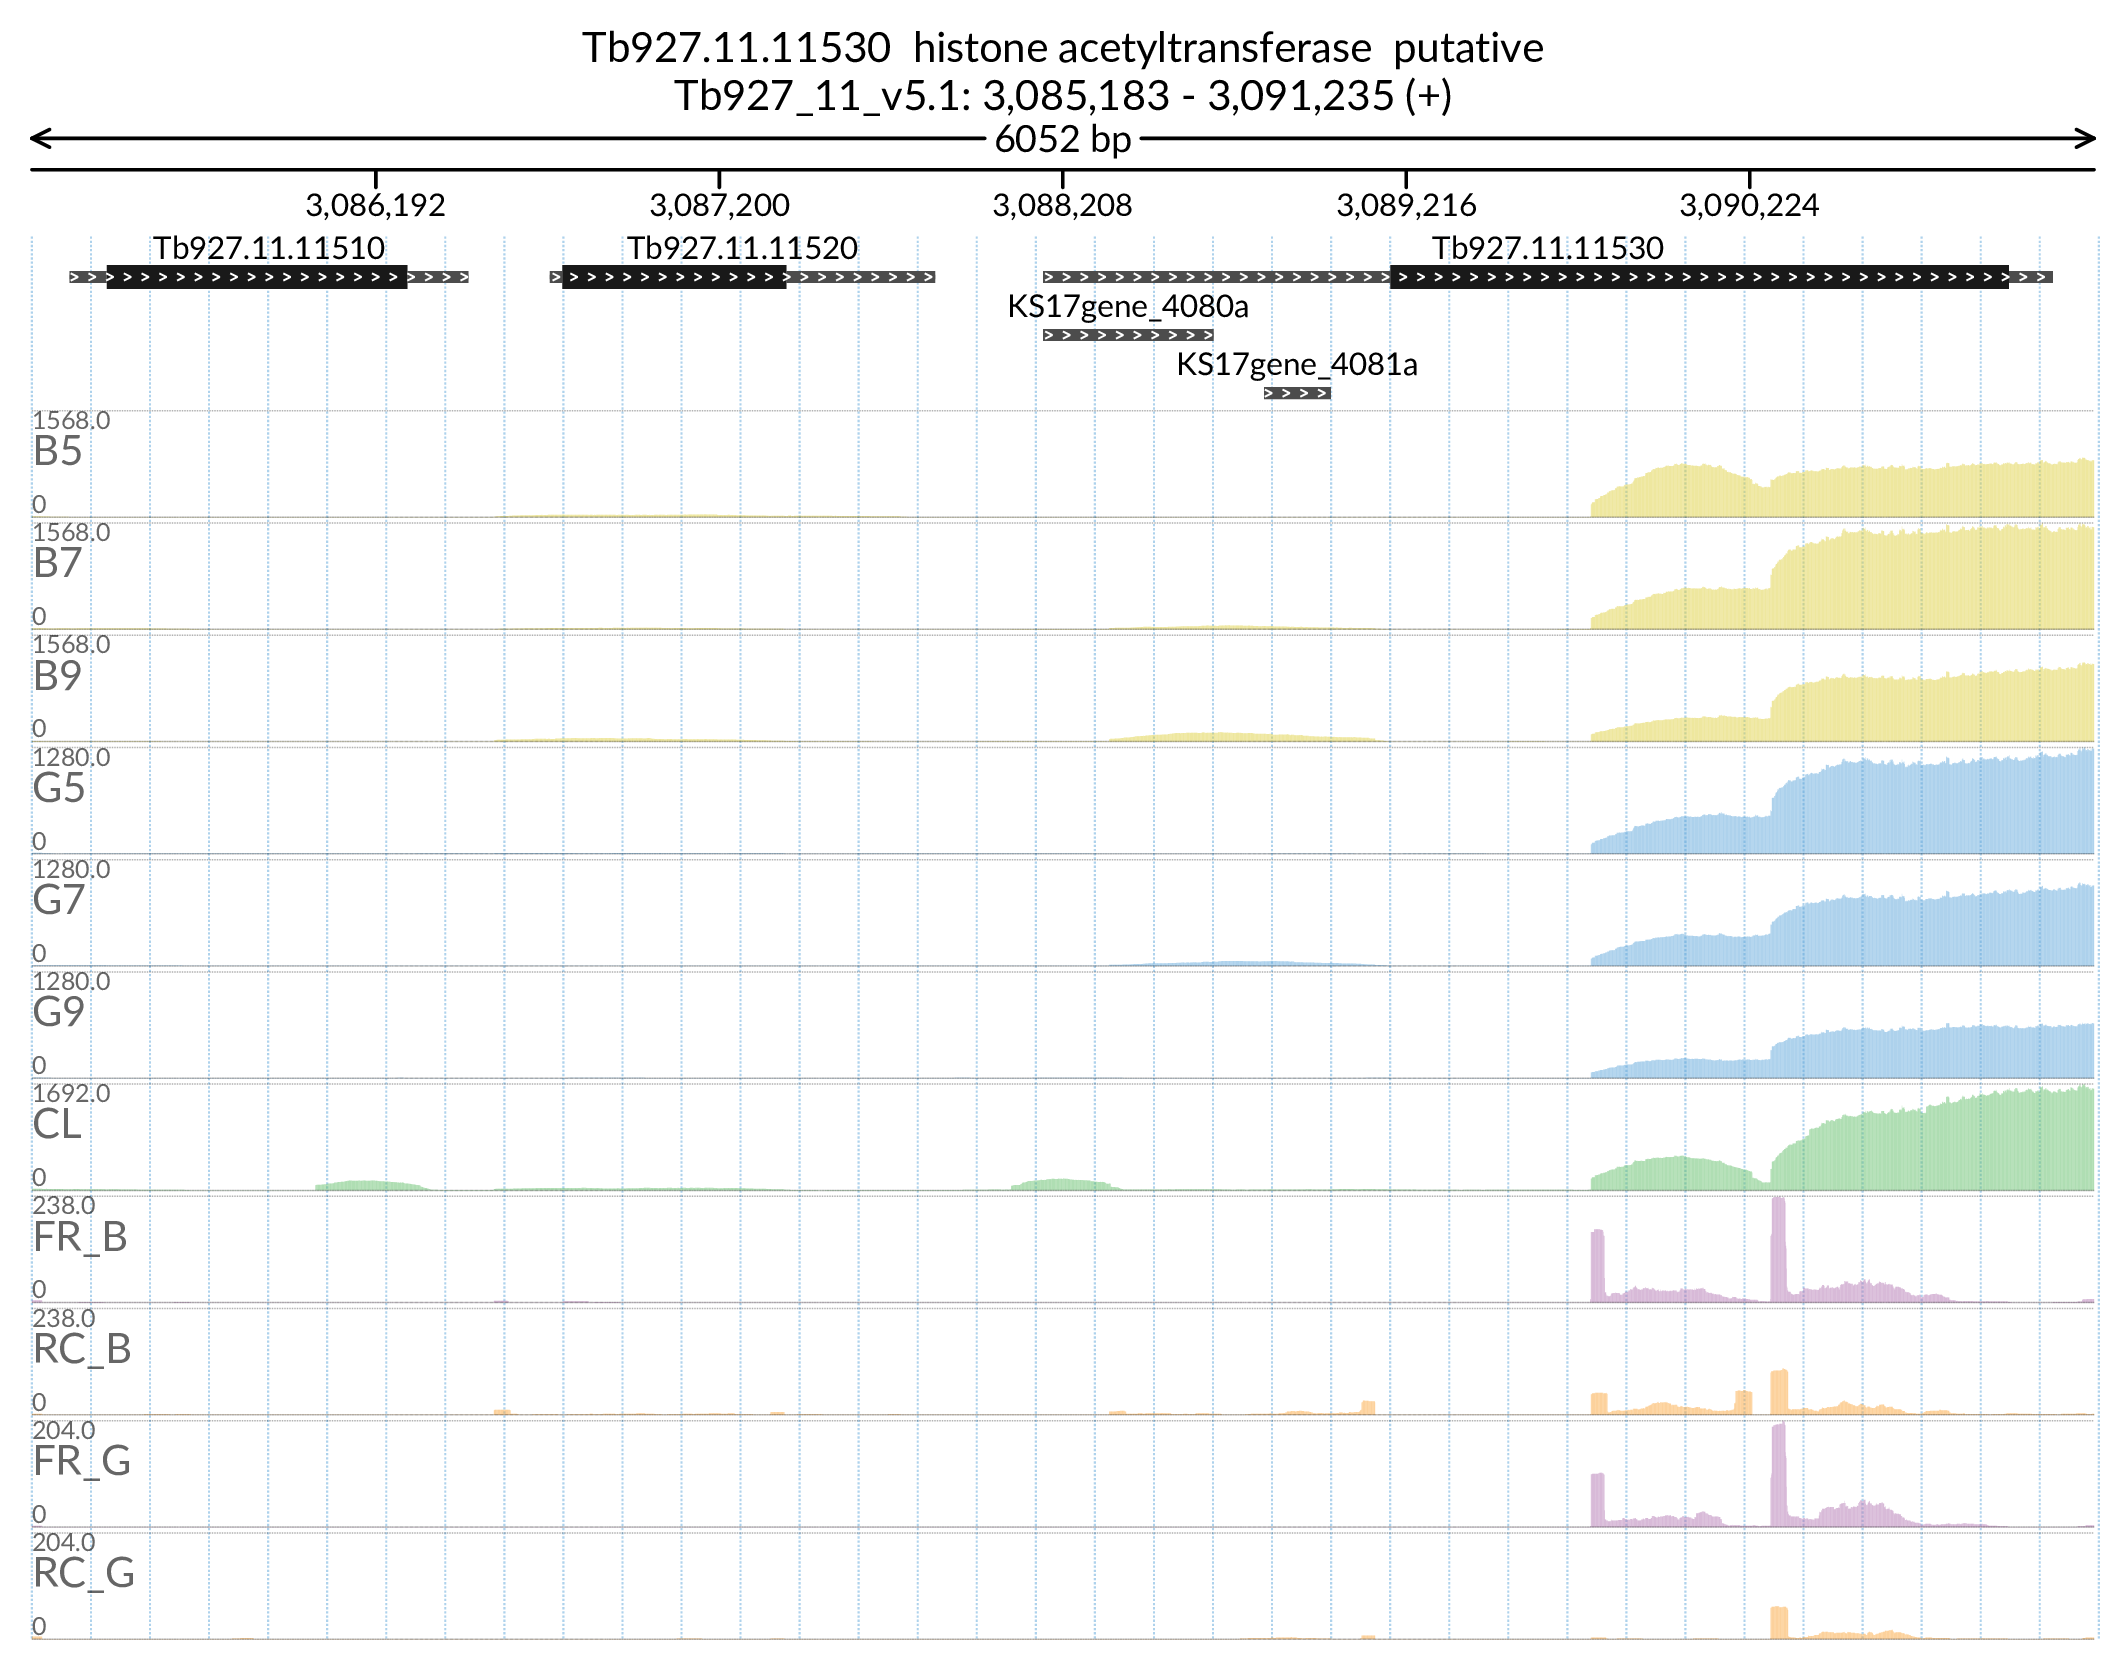 Tb927.11.11530 histone acetyltransferase putative
Tb927_11_v5.1: 3,085,183 - 3,091,235 (+)
6052 bp
3,086,192 3,087,200 3,088,208 3,089,216 3,090,224
Tb927.11.11510 Tb927.11.11520 Tb927.11.11530
KS17gene_4080a
KS17gene_4081a
1568.0
B5
0
1568.0
B7
0
1568.0
B9
0
1280.0
G5
0
1280.0
G7
0
1280.0
G9
0
1692.0
CL
0
238.0
FR_B
0
238.0
RC_B
0
204.0
FR_G
0
204.0
RC_G
0